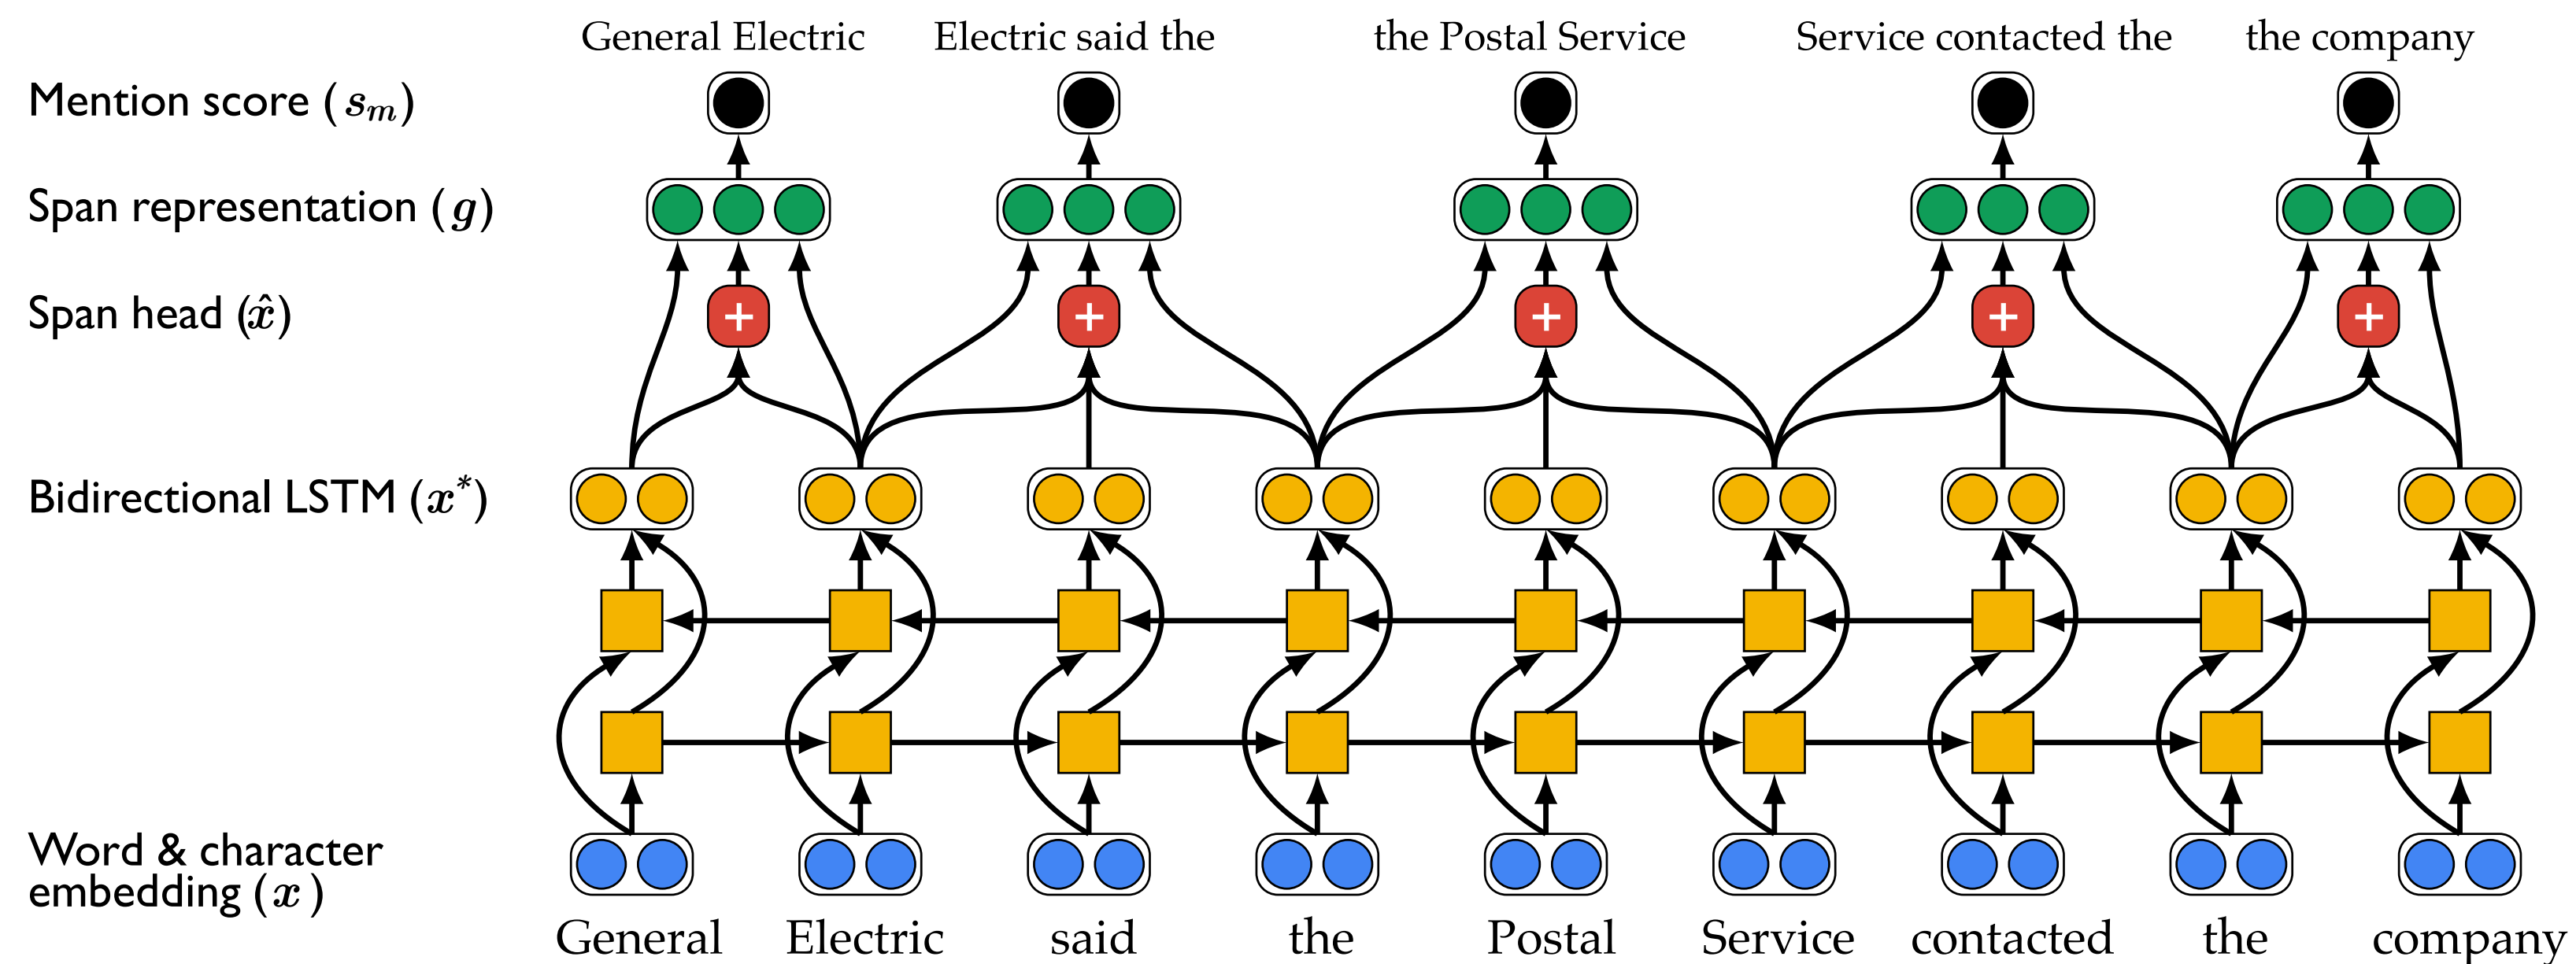 General Electric
Electric said the
the Postal Service
Service contacted the
the company
Mention score (s_m)
Span representation (g)
+ + + + +
Span head (x̂)
Bidirectional LSTM (x*)
Word & character
embedding (x)
General Electric said the Postal Service contacted the company